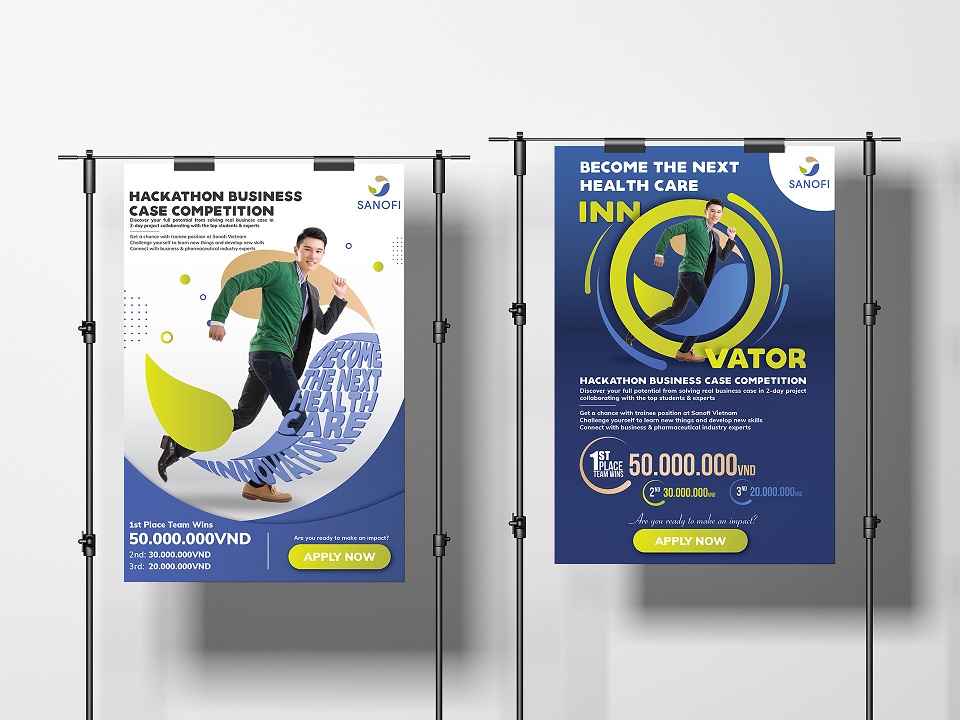 HACKATHON BUSINESS
CASE COMPETITION
Discover your full potential from solving real business case in
2-day project collaborating with the top students & experts
Get a chance with trainee position at Sanofi Vietnam
Challenge yourself to learn new things and develop new skills
Connect with business & pharmaceutical industry experts
SANOFI
BECOME
THE NEXT
HEALTH
CARE
INNOVATOR
1st Place Team Wins
50.000.000VND
2nd: 30.000.000VND
3rd: 20.000.000VND
Are you ready to make an impact?
APPLY NOW
BECOME THE NEXT
HEALTH CARE
INN
VATOR
SANOFI
HACKATHON BUSINESS CASE COMPETITION
Discover your full potential from solving real business case in 2-day project
collaborating with the top students & experts
Get a chance with trainee position at Sanofi Vietnam
Challenge yourself to learn new things and develop new skills
Connect with business & pharmaceutical industry experts
1ST
PLACE
TEAM WINS
50.000.000VND
2ND 30.000.000VND
3RD 20.000.000VND
Are you ready to make an impact?
APPLY NOW